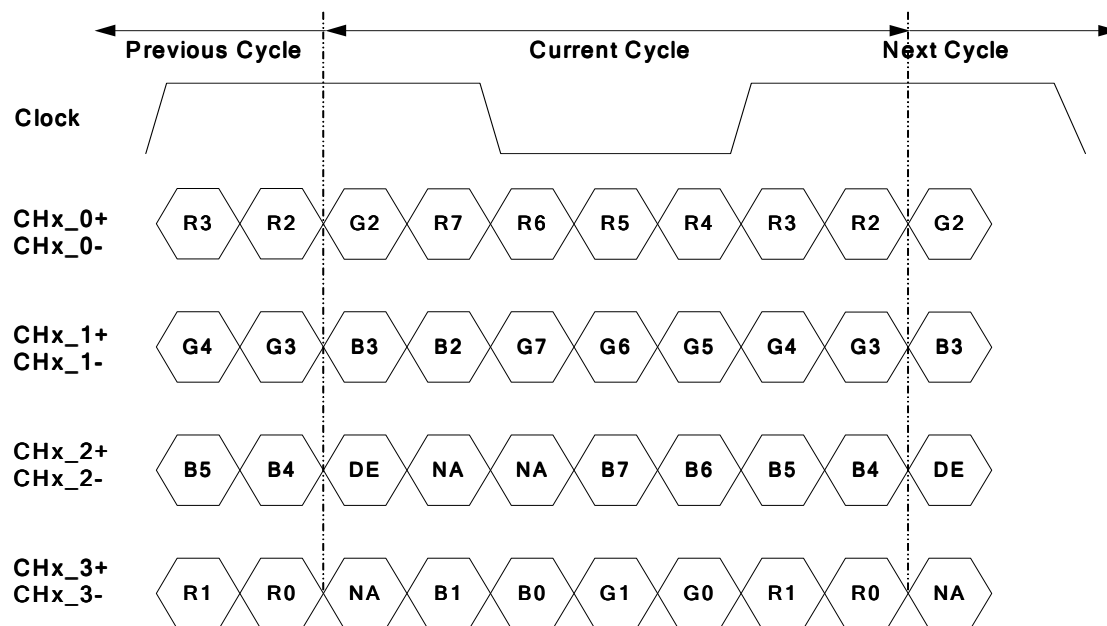 Previous Cycle Current Cycle Next Cycle
Clock
CHx_0+ R3 R2 G2 R7 R6 R5 R4 R3 R2 G2
CHx_0-
CHx_1+ G4 G3 B3 B2 G7 G6 G5 G4 G3 B3
CHx_1-
CHx_2+ B5 B4 DE NA NA B7 B6 B5 B4 DE
CHx_2-
CHx_3+ R1 R0 NA B1 B0 G1 G0 R1 R0 NA
CHx_3-